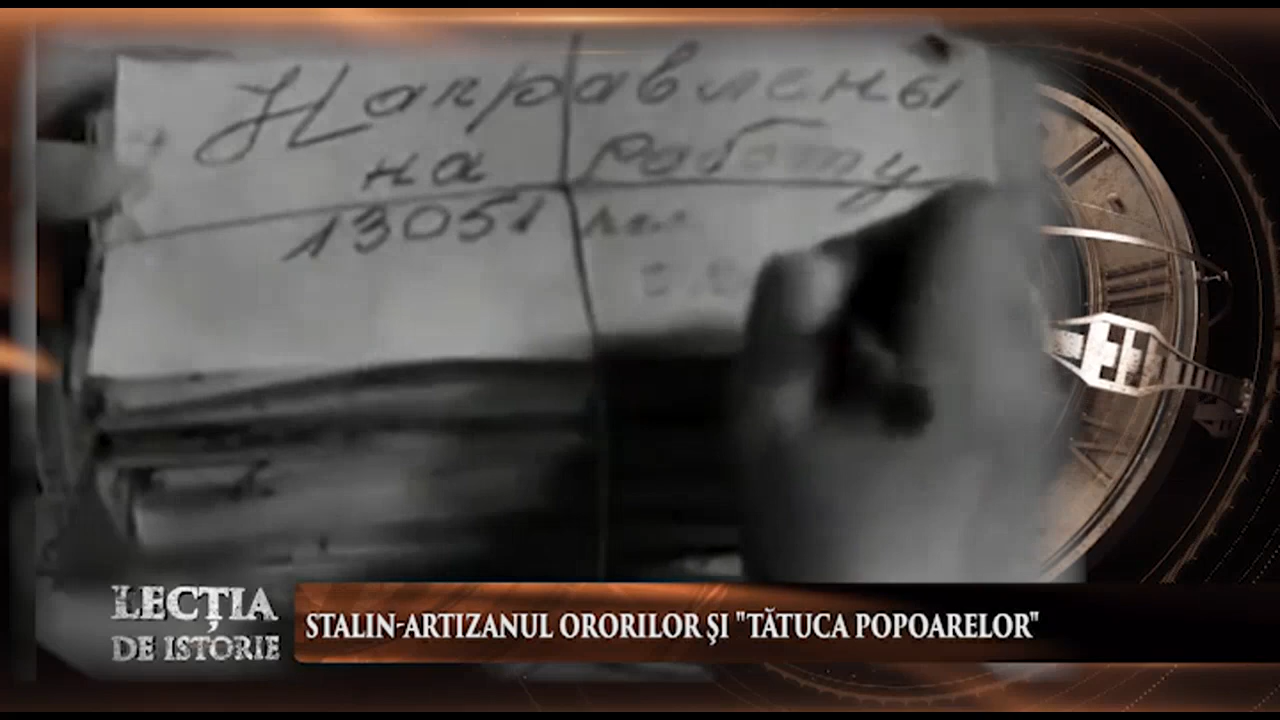 Направлены
на работу
13051
LECȚIA
DE ISTORIE
STALIN-ARTIZANUL ORORILOR ŞI "TĂTUCA POPOARELOR"